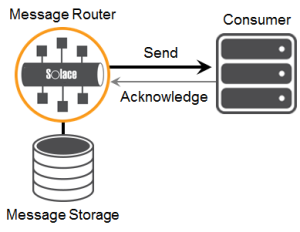 Message Router
Consumer
Solace
Send
Acknowledge
Message Storage